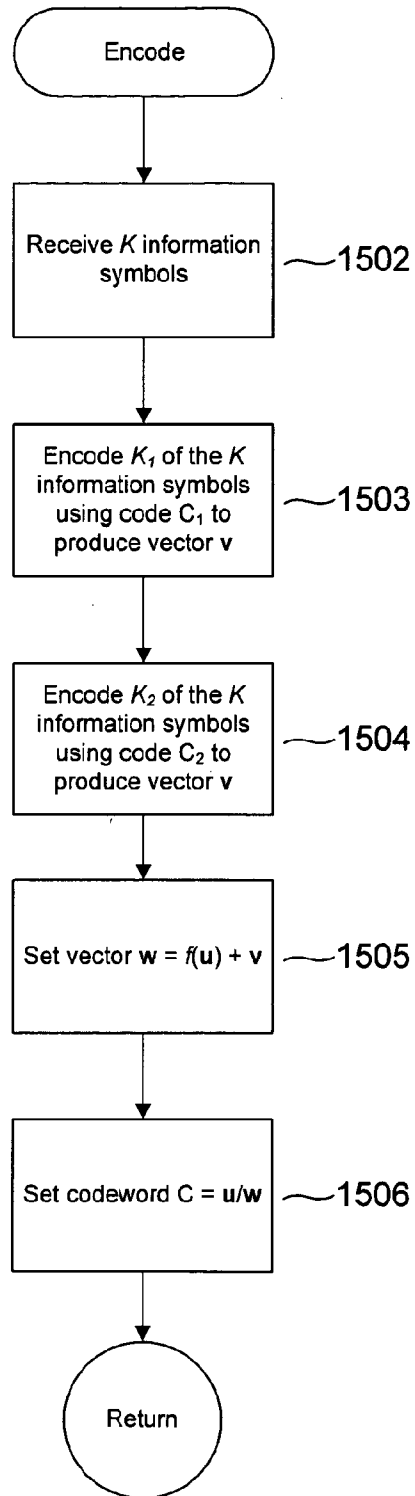 Encode
Receive K information
symbols
1502
Encode K₁ of the K
information symbols
using code C₁ to
produce vector v
1503
Encode K₂ of the K
information symbols
using code C₂ to
produce vector v
1504
Set vector w = f(u) + v
1505
Set codeword C = u/w
1506
Return